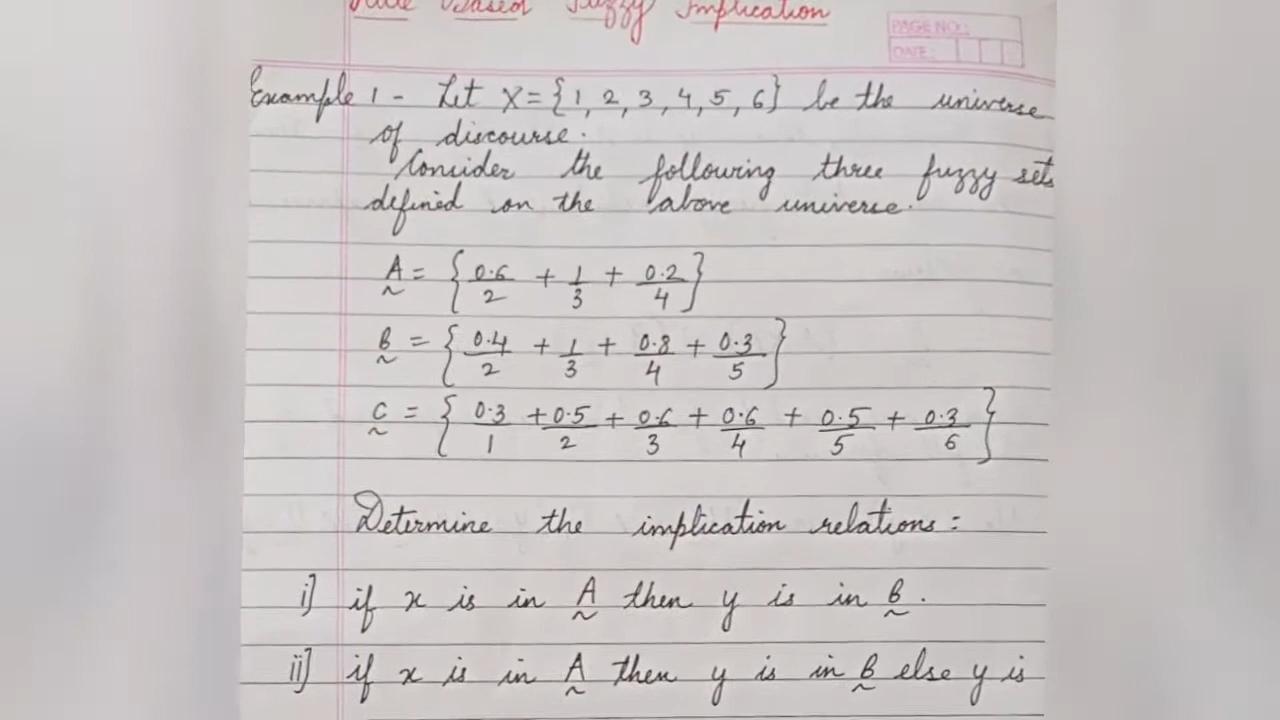 Rule Based Fuzzy Implication
PAGE NO.:
DATE:
Example 1 - Let X = {1, 2, 3, 4, 5, 6} be the universe
of discourse.
Consider the following three fuzzy sets
defined on the above universe.
A = {0.6/2 + 1/3 + 0.2/4}
B = {0.4/2 + 1/3 + 0.8/4 + 0.3/5}
C = {0.3/1 + 0.5/2 + 0.6/3 + 0.6/4 + 0.5/5 + 0.3/6}
Determine the implication relations:
i] if x is in A then y is in B.
ii] if x is in A then y is in B else y is